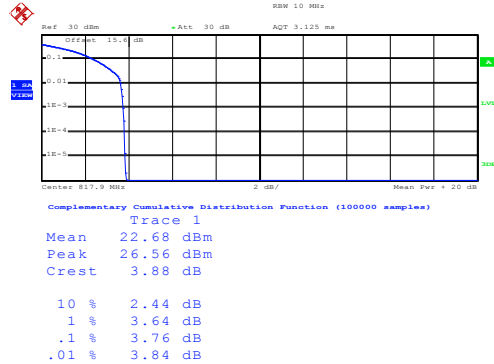 RBW 10 MHz
Ref 30 dBm * Att 30 dB AQT 3.125 ms
Offset 15.6 dB
A
0.1
0.01
1 SA
VIEW
1E-3
LVL
1E-4
1E-5
3DB
Center 817.9 MHz 2 dB/ Mean Pwr + 20 dB
Complementary Cumulative Distribution Function (100000 samples)
Trace 1
Mean 22.68 dBm
Peak 26.56 dBm
Crest 3.88 dB
10 % 2.44 dB
1 % 3.64 dB
.1 % 3.76 dB
.01 % 3.84 dB